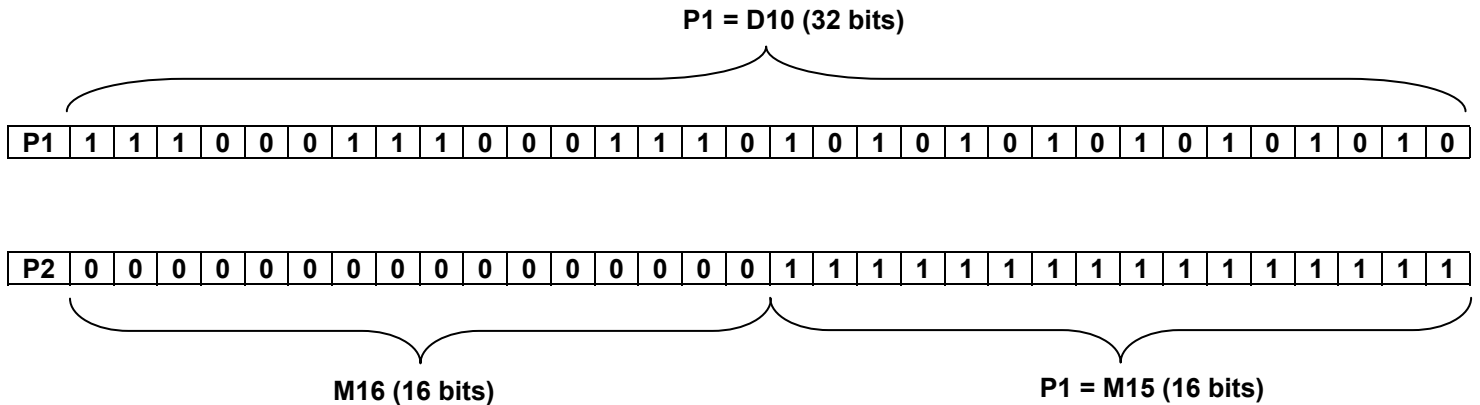 P1 = D10 (32 bits)
P1 1 1 1 0 0 0 1 1 1 0 0 0 1 1 1 0 1 0 1 0 1 0 1 0 1 0 1 0 1 0 1 0
P2 0 0 0 0 0 0 0 0 0 0 0 0 0 0 0 0 1 1 1 1 1 1 1 1 1 1 1 1 1 1 1 1
M16 (16 bits) P1 = M15 (16 bits)